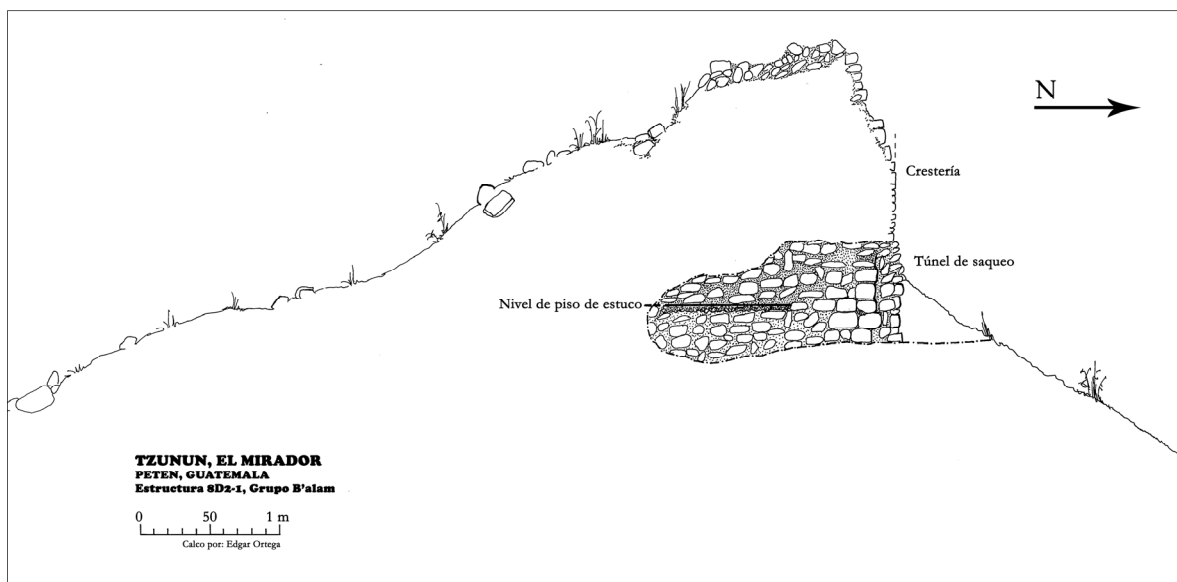 N
Crestería
Túnel de saqueo
Nivel de piso de estuco
TZUNUN, EL MIRADOR
PETEN, GUATEMALA
Estructura 8D2-1, Grupo B'alam
0 50 1 m
Calco por: Edgar Ortega